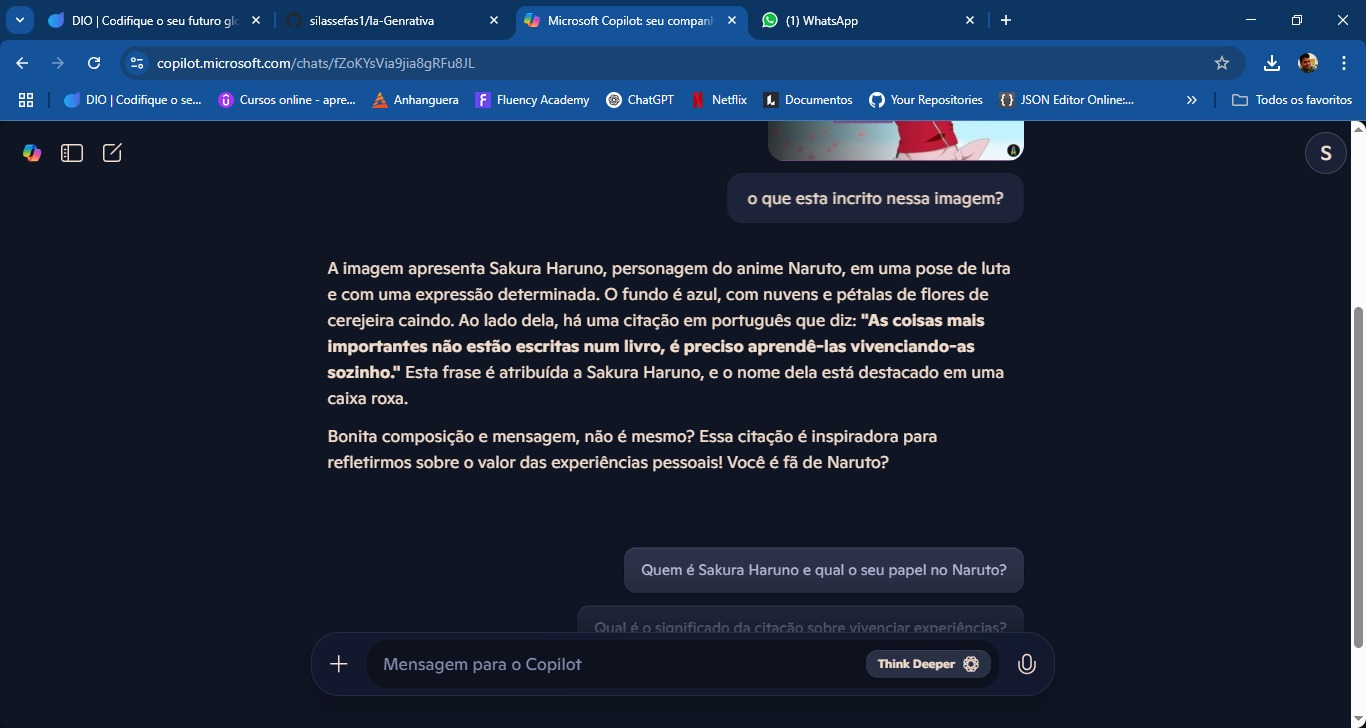 DIO | Codifique o seu futuro glo
silassefas1/Ia-Genrativa
Microsoft Copilot: seu companh
(1) WhatsApp
copilot.microsoft.com/chats/fZoKYsVia9jia8gRFu8JL
DIO | Codifique o se...
Cursos online - apre...
Anhanguera
Fluency Academy
ChatGPT
Netflix
Documentos
Your Repositories
JSON Editor Online:...
Todos os favoritos
S
o que esta incrito nessa imagem?
A imagem apresenta Sakura Haruno, personagem do anime Naruto, em uma pose de luta
e com uma expressão determinada. O fundo é azul, com nuvens e pétalas de flores de
cerejeira caindo. Ao lado dela, há uma citação em português que diz: "As coisas mais
importantes não estão escritas num livro, é preciso aprendê-las vivenciando-as
sozinho." Esta frase é atribuída a Sakura Haruno, e o nome dela está destacado em uma
caixa roxa.
Bonita composição e mensagem, não é mesmo? Essa citação é inspiradora para
refletirmos sobre o valor das experiências pessoais! Você é fã de Naruto?
Quem é Sakura Haruno e qual o seu papel no Naruto?
Qual é o significado da citação sobre vivenciar experiências?
Mensagem para o Copilot
Think Deeper